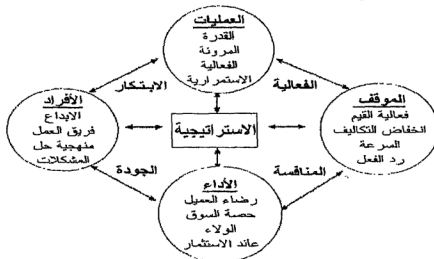 العمليات
القدرة
المرونة
الفعالية
الاستمرارية
الابتكار
الفعالية
الأفراد
الابداع
فريق العمل
منهجية حل
المشكلات
الاستراتيجية
الموقف
فعالية القيم
انخفاض التكاليف
السرعة
رد الفعل
الجودة
المنافسة
الأداء
رضاء العميل
حصة السوق
الولاء
عائد الاستثمار